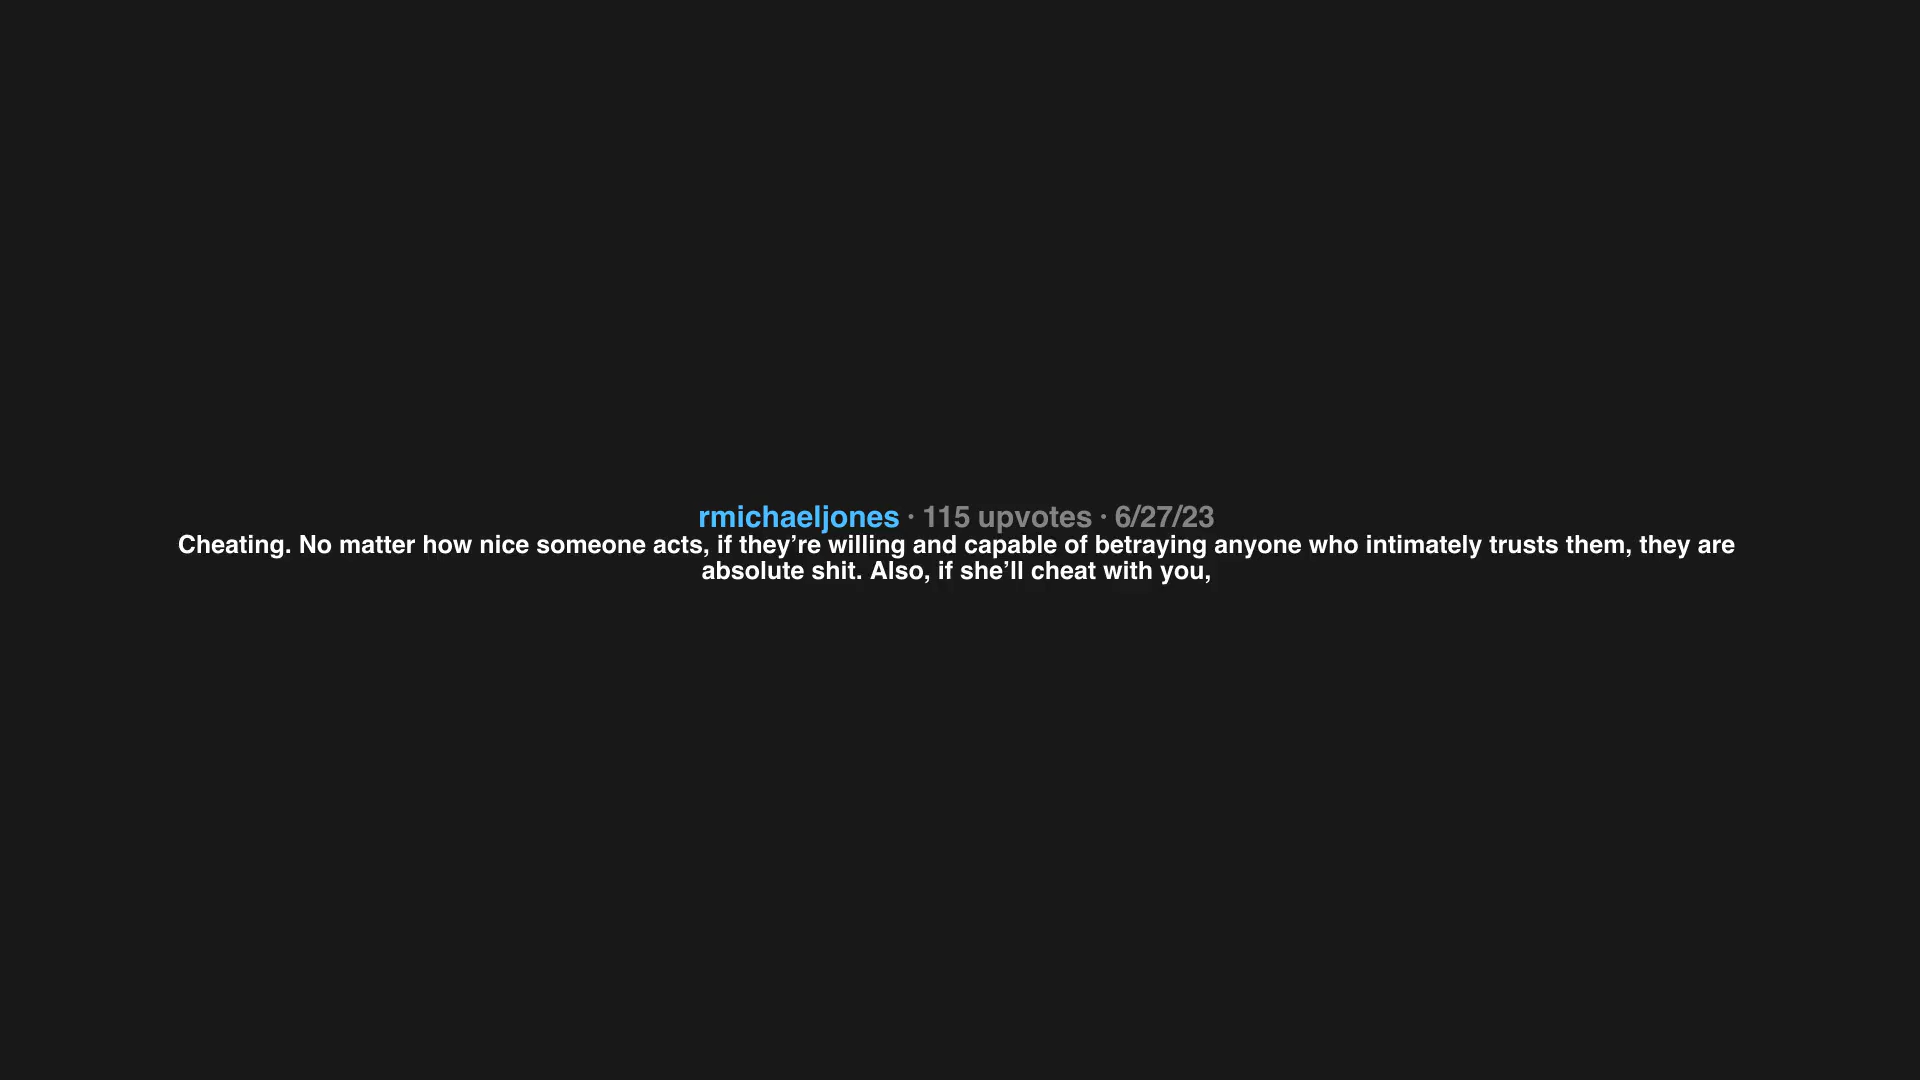 rmichaeljones · 115 upvotes · 6/27/23
Cheating. No matter how nice someone acts, if they’re willing and capable of betraying anyone who intimately trusts them, they are
absolute shit. Also, if she’ll cheat with you,